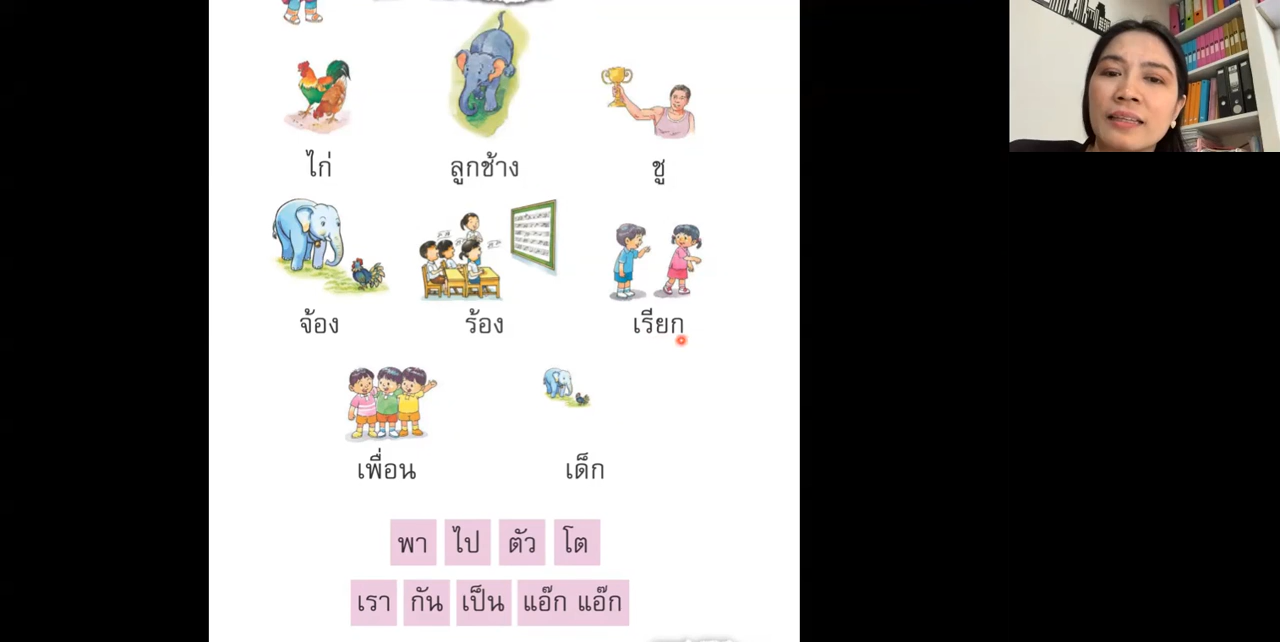 ไก่ ลูกช้าง ชู
จ้อง ร้อง เรียก
เพื่อน เด็ก
พา ไป ตัว โต
เรา กัน เป็น แอ๊ก แอ๊ก